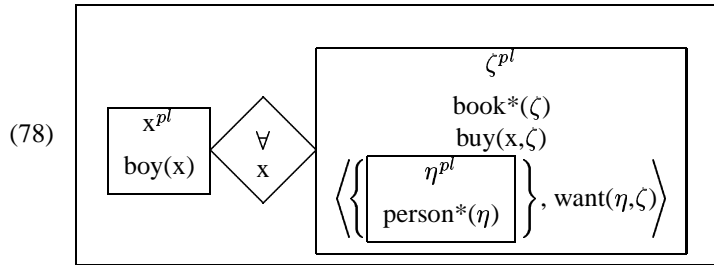 (78)
x^pl
boy(x)
∀
x
ζ^pl
book*(ζ)
buy(x,ζ)
⟨{ η^pl
person*(η) }, want(η,ζ)⟩